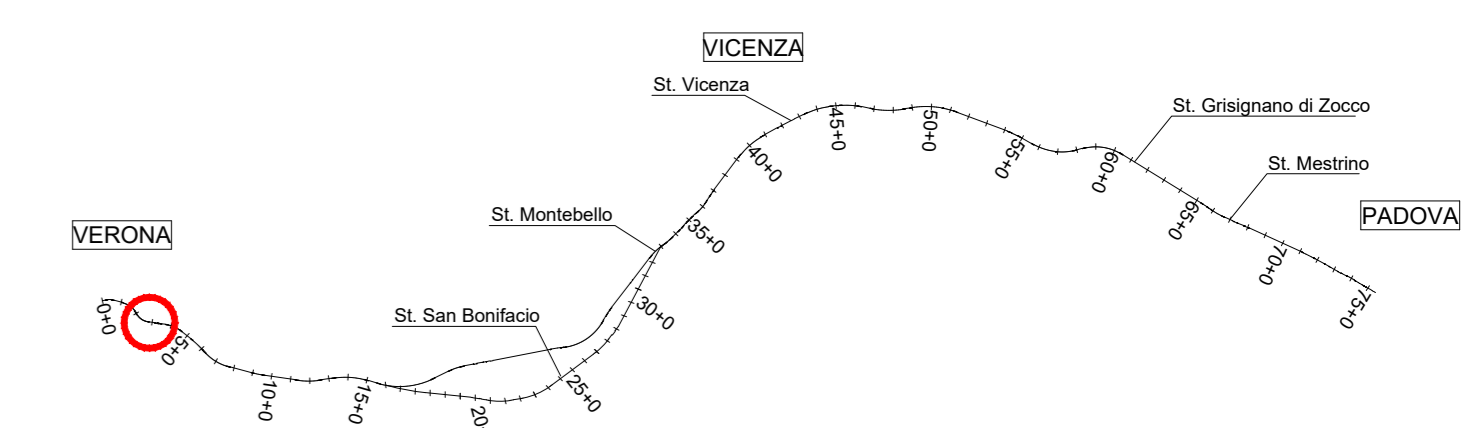 VICENZA
St. Vicenza
St. Grisignano di Zocco
St. Mestrino
PADOVA
St. Montebello
VERONA
St. San Bonifacio
0+0
5+0
10+0
15+0
20
25+0
30+0
35+0
40+0
45+0
50+0
55+0
60+0
65+0
70+0
75+0